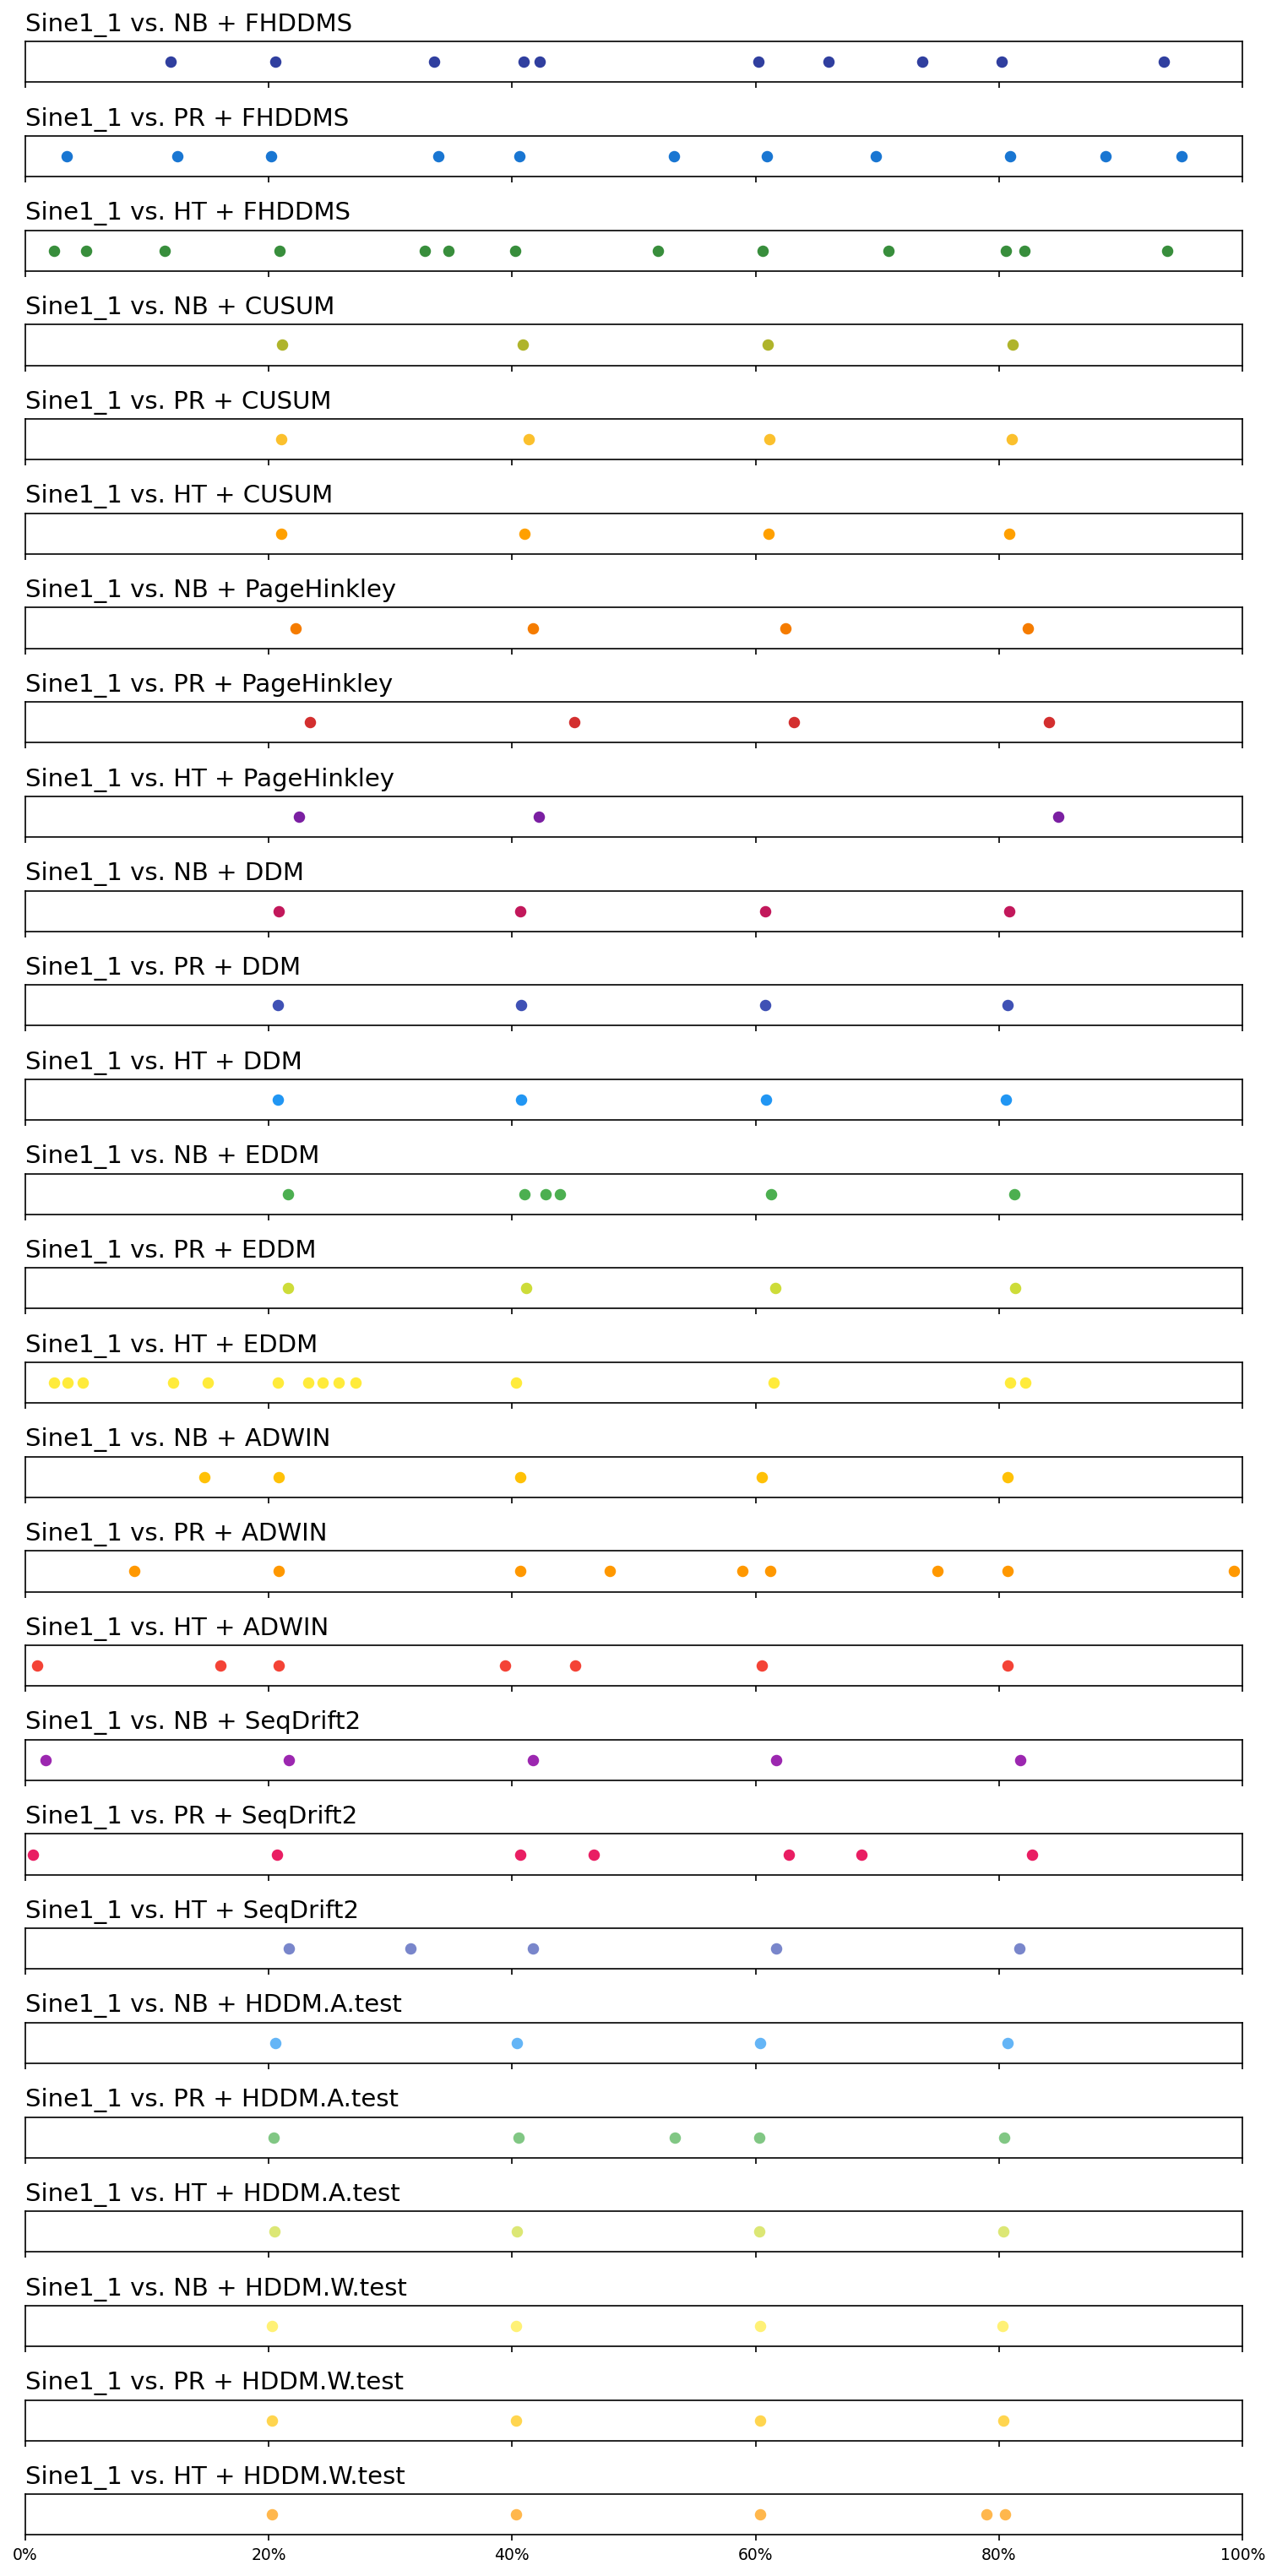 Sine1_1 vs. NB + FHDDMS
Sine1_1 vs. PR + FHDDMS
Sine1_1 vs. HT + FHDDMS
Sine1_1 vs. NB + CUSUM
Sine1_1 vs. PR + CUSUM
Sine1_1 vs. HT + CUSUM
Sine1_1 vs. NB + PageHinkley
Sine1_1 vs. PR + PageHinkley
Sine1_1 vs. HT + PageHinkley
Sine1_1 vs. NB + DDM
Sine1_1 vs. PR + DDM
Sine1_1 vs. HT + DDM
Sine1_1 vs. NB + EDDM
Sine1_1 vs. PR + EDDM
Sine1_1 vs. HT + EDDM
Sine1_1 vs. NB + ADWIN
Sine1_1 vs. PR + ADWIN
Sine1_1 vs. HT + ADWIN
Sine1_1 vs. NB + SeqDrift2
Sine1_1 vs. PR + SeqDrift2
Sine1_1 vs. HT + SeqDrift2
Sine1_1 vs. NB + HDDM.A.test
Sine1_1 vs. PR + HDDM.A.test
Sine1_1 vs. HT + HDDM.A.test
Sine1_1 vs. NB + HDDM.W.test
Sine1_1 vs. PR + HDDM.W.test
Sine1_1 vs. HT + HDDM.W.test
0% 20% 40% 60% 80% 100%